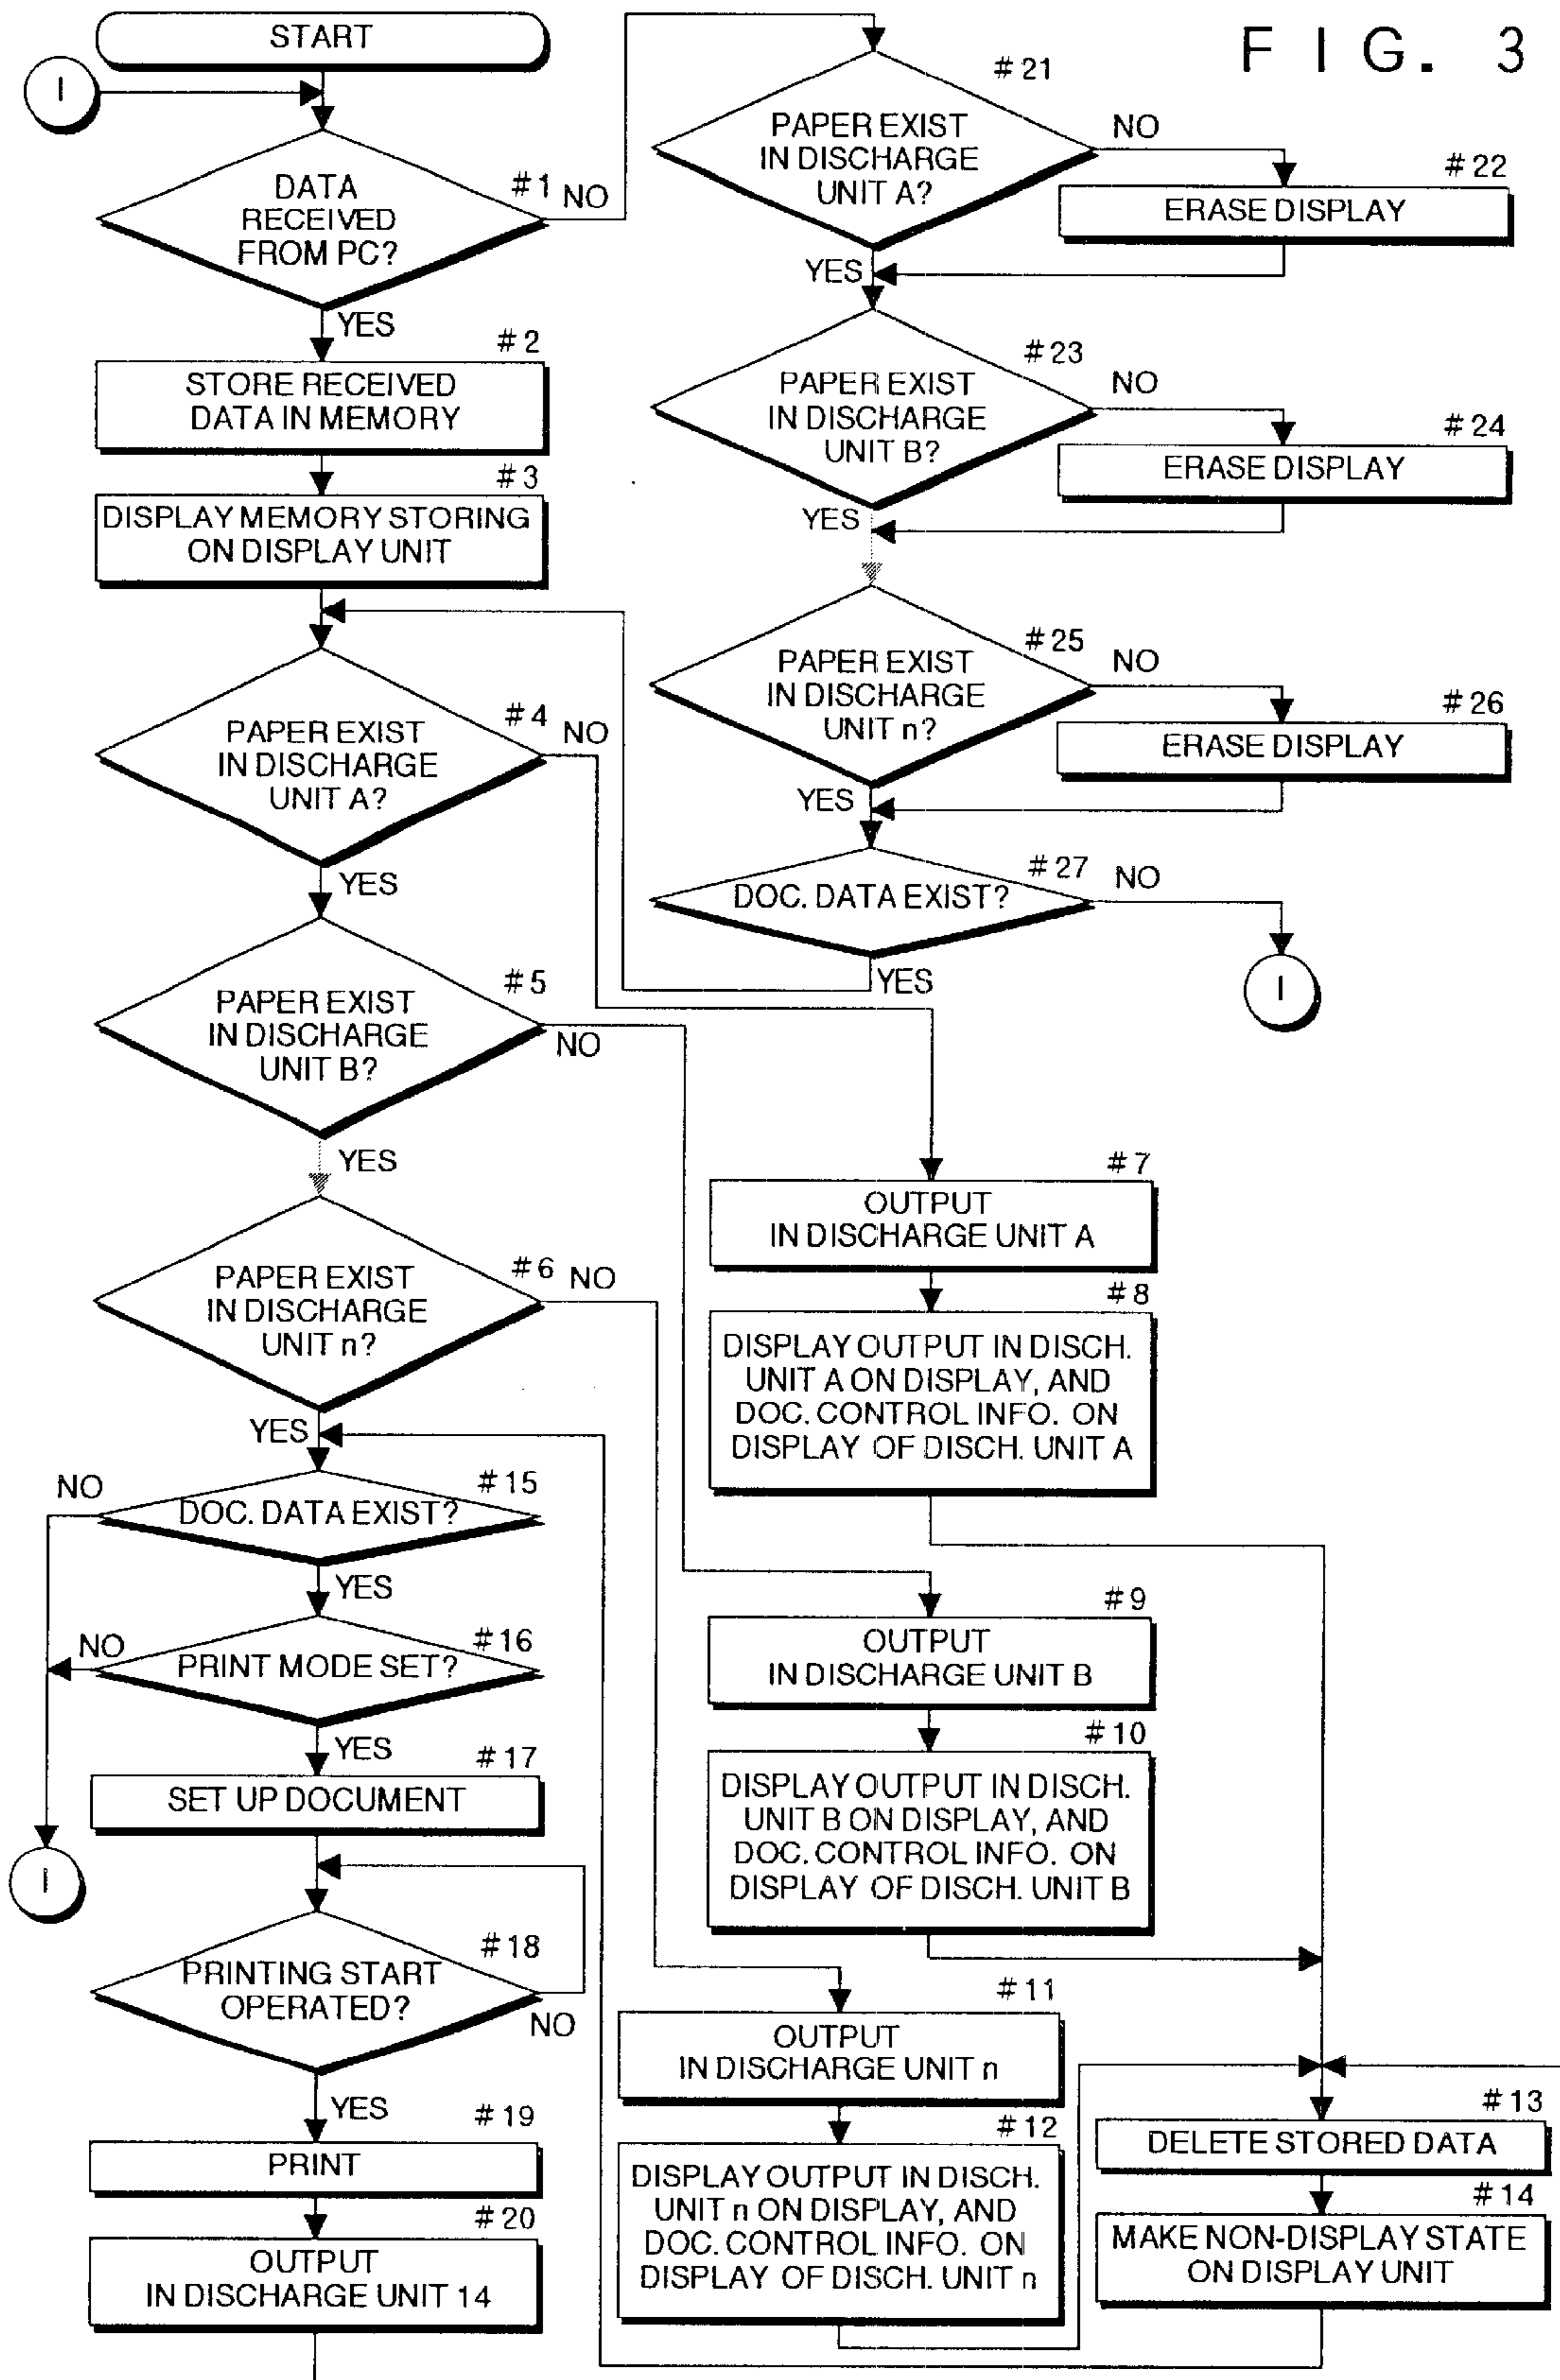 FIG. 3
START
I
DATA
RECEIVED
FROM PC?
#1
NO
YES
#2
STORE RECEIVED
DATA IN MEMORY
#3
DISPLAY MEMORY STORING
ON DISPLAY UNIT
#4
PAPER EXIST
IN DISCHARGE
UNIT A?
NO
YES
#5
PAPER EXIST
IN DISCHARGE
UNIT B?
NO
YES
#6
PAPER EXIST
IN DISCHARGE
UNIT n?
NO
YES
#15
DOC. DATA EXIST?
NO
YES
#16
PRINT MODE SET?
NO
YES
#17
SET UP DOCUMENT
I
#18
PRINTING START
OPERATED?
NO
YES
#19
PRINT
#20
OUTPUT
IN DISCHARGE UNIT 14
#21
PAPER EXIST
IN DISCHARGE
UNIT A?
NO
#22
ERASE DISPLAY
YES
#23
PAPER EXIST
IN DISCHARGE
UNIT B?
NO
#24
ERASE DISPLAY
YES
#25
PAPER EXIST
IN DISCHARGE
UNIT n?
NO
#26
ERASE DISPLAY
YES
#27
DOC. DATA EXIST?
NO
YES
I
#7
OUTPUT
IN DISCHARGE UNIT A
#8
DISPLAY OUTPUT IN DISCH.
UNIT A ON DISPLAY, AND
DOC. CONTROL INFO. ON
DISPLAY OF DISCH. UNIT A
#9
OUTPUT
IN DISCHARGE UNIT B
#10
DISPLAY OUTPUT IN DISCH.
UNIT B ON DISPLAY, AND
DOC. CONTROL INFO. ON
DISPLAY OF DISCH. UNIT B
#11
OUTPUT
IN DISCHARGE UNIT n
#12
DISPLAY OUTPUT IN DISCH.
UNIT n ON DISPLAY, AND
DOC. CONTROL INFO. ON
DISPLAY OF DISCH. UNIT n
#13
DELETE STORED DATA
#14
MAKE NON-DISPLAY STATE
ON DISPLAY UNIT